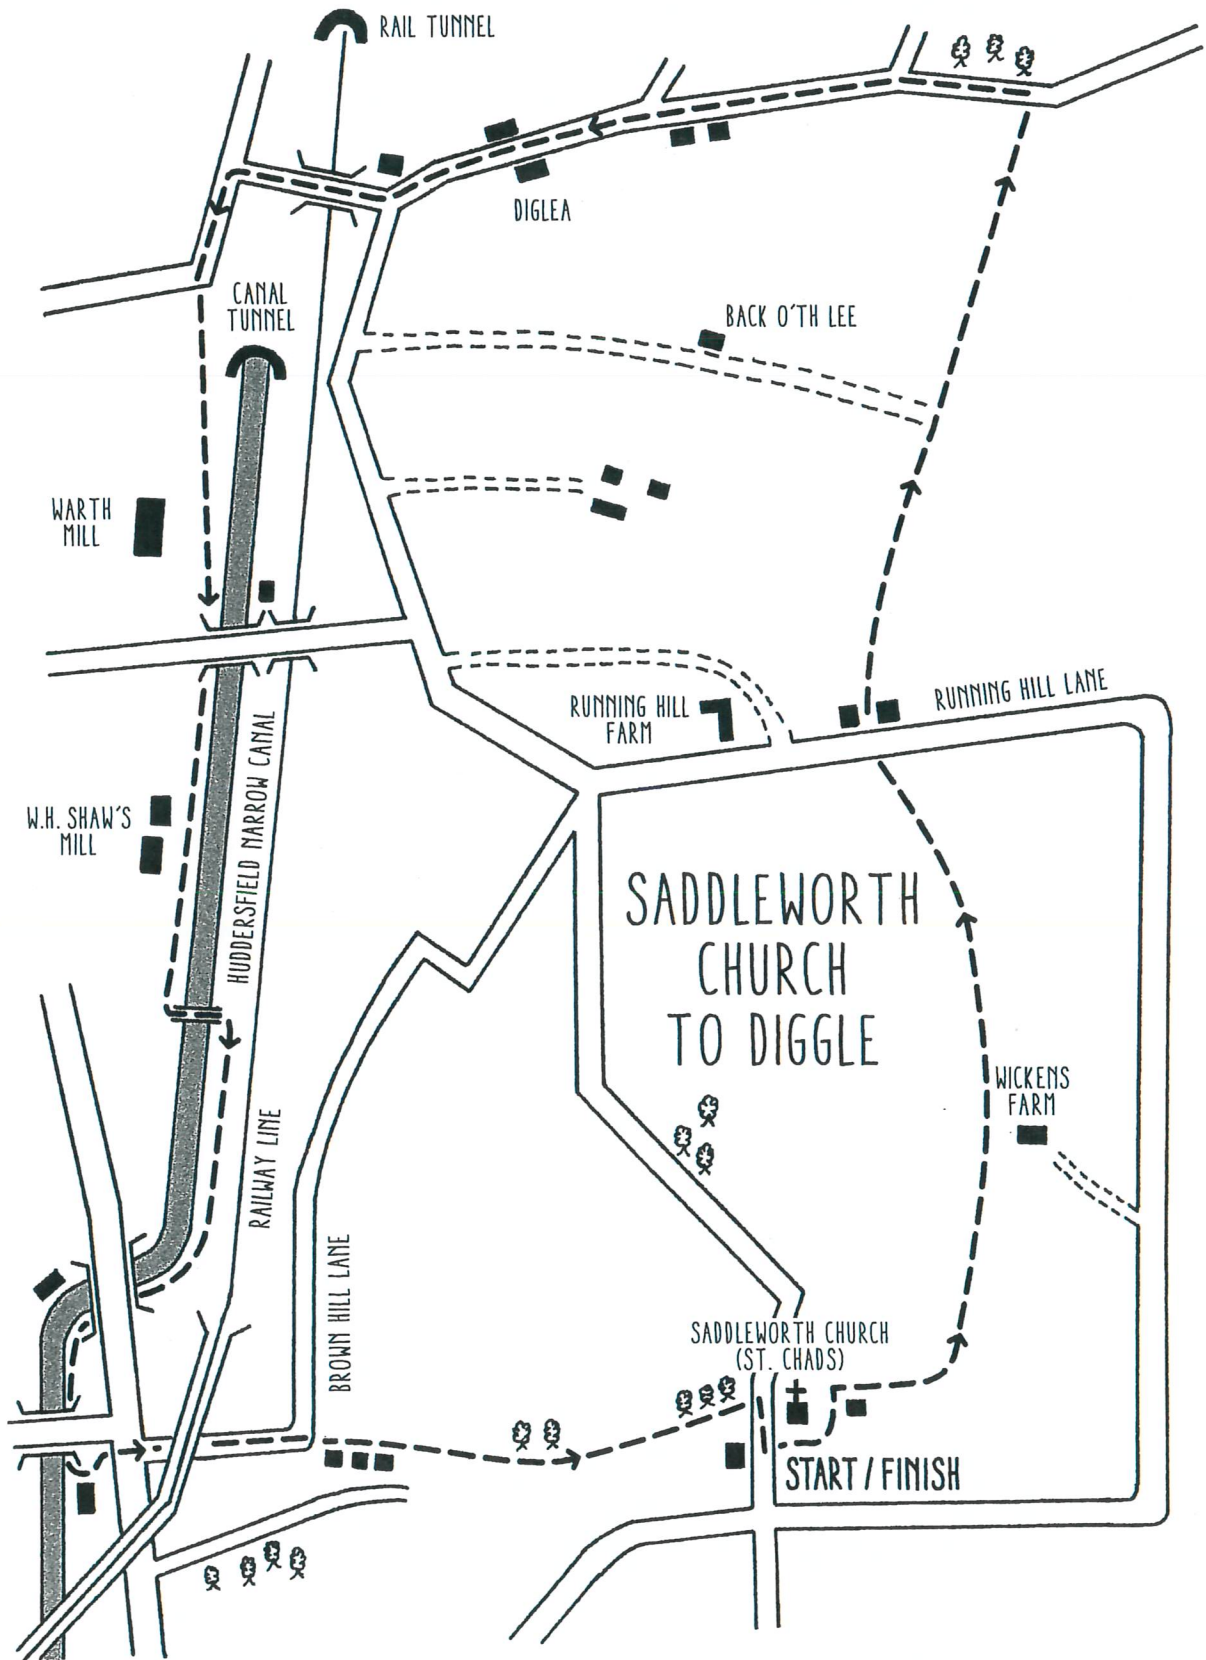 RAIL TUNNEL
DIGLEA
CANAL
TUNNEL
BACK O'TH LEE
WARTH
MILL
RUNNING HILL
FARM
RUNNING HILL LANE
W.H. SHAW'S
MILL
HUDDERSFIELD NARROW CANAL
SADDLEWORTH
CHURCH
TO DIGGLE
WICKENS
FARM
RAILWAY LINE
BROWN HILL LANE
SADDLEWORTH CHURCH
(ST. CHADS)
START / FINISH